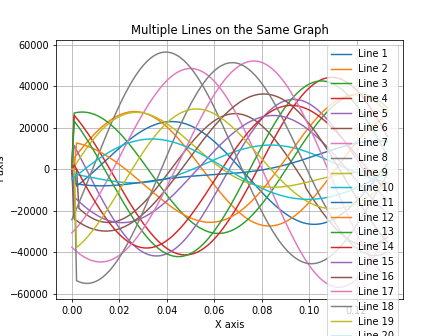 Multiple Lines on the Same Graph
60000
40000
20000
0
−20000
−40000
−60000
0.00
0.02
0.04
0.06
0.08
0.10
X axis
axis
Line 1
Line 2
Line 3
Line 4
Line 5
Line 6
Line 7
Line 8
Line 9
Line 10
Line 11
Line 12
Line 13
Line 14
Line 15
Line 16
Line 17
Line 18
Line 19
Line 20